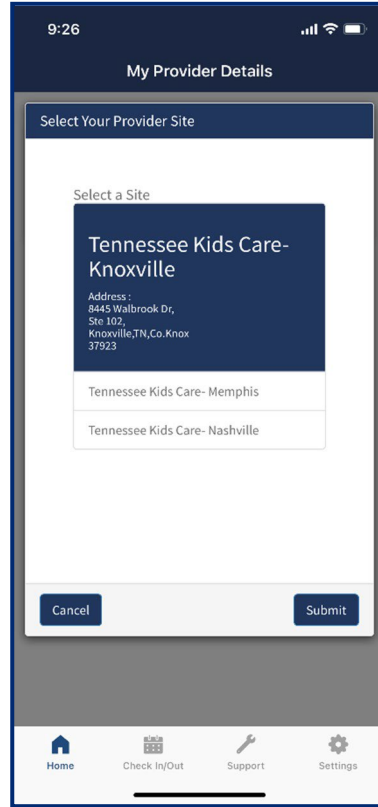 9:26
My Provider Details
Select Your Provider Site
Select a Site
Tennessee Kids Care-
Knoxville
Address :
8445 Walbrook Dr,
Ste 102,
Knoxville,TN,Co.Knox
37923
Tennessee Kids Care- Memphis
Tennessee Kids Care- Nashville
Cancel
Submit
Home
Check In/Out
Support
Settings